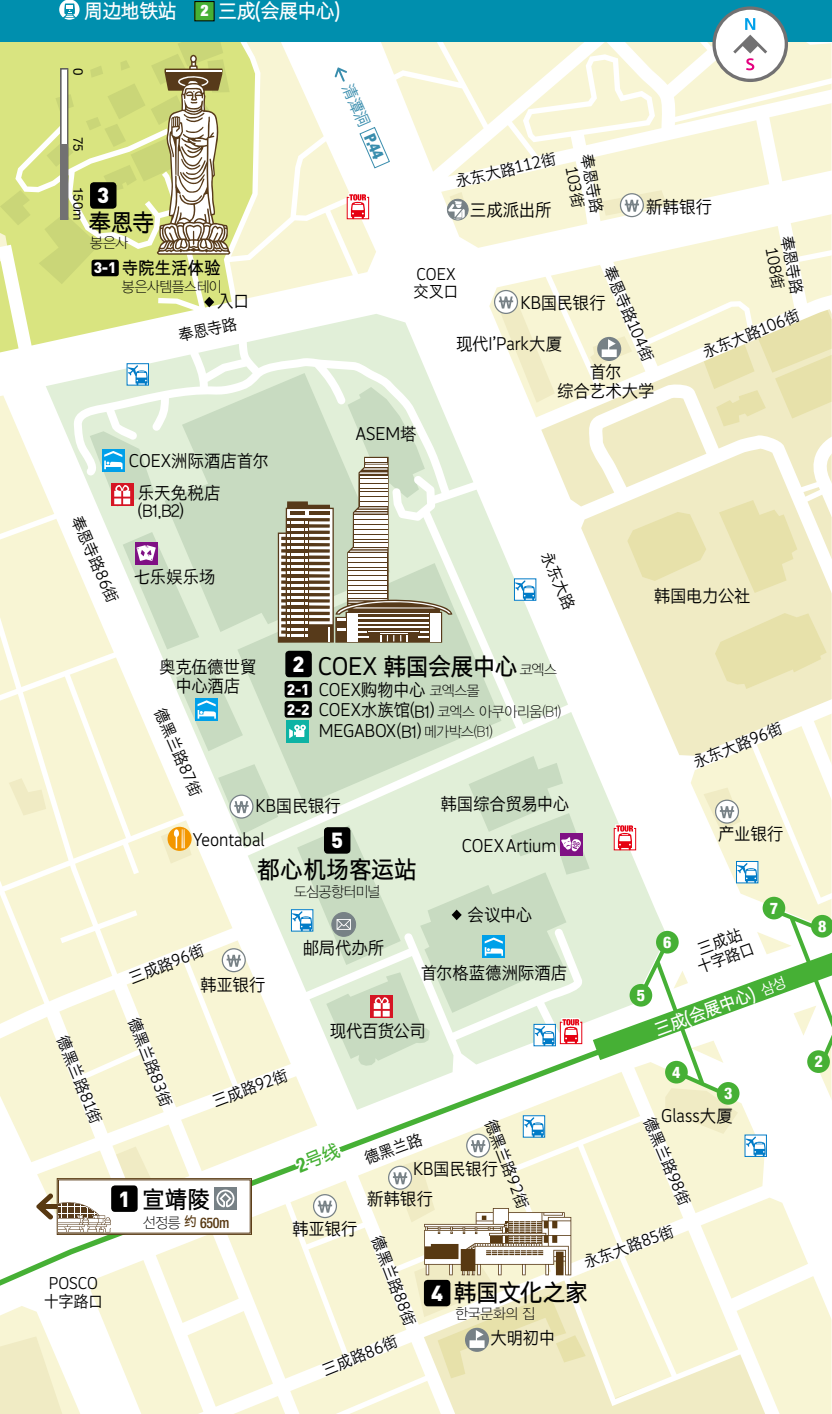 周边地铁站 2 三成(会展中心)
N
S
0
75
150m
清潭洞 P.44
3
奉恩寺
봉은사
3-1 寺院生活体验
봉은사템플스테이
入口
奉恩寺路
TOUR
永东大路112街
奉恩寺路
103街
三成派出所
新韩银行
COEX
交叉口
奉恩寺路
108街
KB国民银行
奉恩寺路104街
现代I'Park大厦
永东大路106街
首尔
综合艺术大学
ASEM塔
COEX洲际酒店首尔
乐天免税店
(B1,B2)
奉恩寺路86街
七乐娱乐场
永东大路
韩国电力公社
奥克伍德世貿
中心酒店
2 COEX 韩国会展中心 코엑스
2-1 COEX购物中心 코엑스몰
2-2 COEX水族馆(B1) 코엑스 아쿠아리움(B1)
MEGABOX(B1) 메가박스(B1)
德黑兰路87街
永东大路96街
KB国民银行
韩国综合贸易中心
Yeontabal
COEX Artium
TOUR
产业银行
5
都心机场客运站
도심공항터미널
会议中心
邮局代办所
首尔格蓝德洲际酒店
三成路96街
韩亚银行
三成站
十字路口
7
8
6
5
三成(会展中心) 삼성
现代百货公司
TOUR
4
3
2
德黑兰路81街
德黑兰路83街
三成路92街
Glass大厦
2号线
德黑兰路
KB国民银行
德黑兰路92街
德黑兰路98街
新韩银行
1 宣靖陵
선정릉 约 650m
韩亚银行
德黑兰路88街
永东大路85街
POSCO
十字路口
4 韩国文化之家
한국문화의 집
大明初中
三成路86街